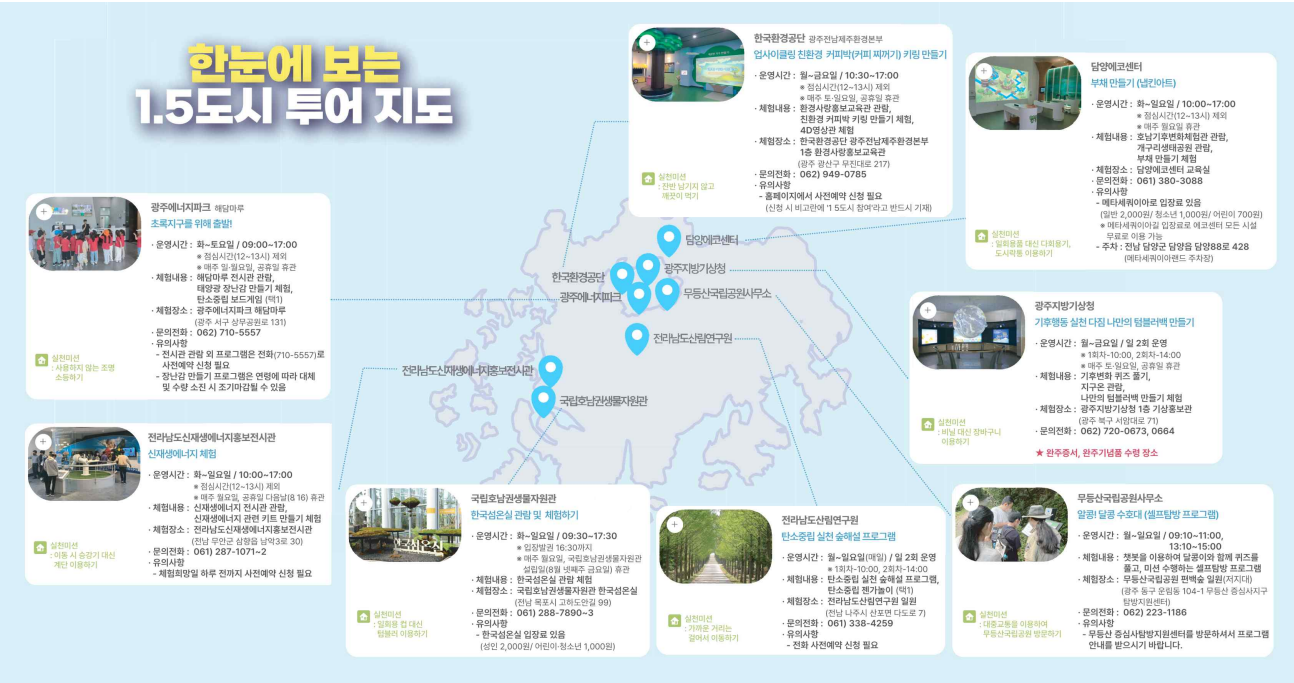 한눈에 보는
1.5도시 투어 지도
한국환경공단 광주전남제주환경본부
업사이클링 친환경 커피박(커피 찌꺼기) 키링 만들기
· 운영시간 : 월~금요일 / 10:30~17:00
※ 점심시간(12~13시) 제외
※ 매주 토·일요일, 공휴일 휴관
· 체험내용 : 환경사랑홍보교육관 관람,
친환경 커피박 키링 만들기 체험,
4D영상관 체험
· 체험장소 : 한국환경공단 광주전남제주환경본부
1층 환경사랑홍보교육관
(광주 광산구 무진대로 217)
· 문의전화 : 062) 949-0785
· 유의사항
- 홈페이지에서 사전예약 신청 필요
(신청 시 비고란에 '1 5도시 참여'라고 반드시 기재)
실천미션
: 잔반 남기지 않고
깨끗이 먹기
담양에코센터
부채 만들기 (냅킨아트)
· 운영시간 : 화~일요일 / 10:00~17:00
※ 점심시간(12~13시) 제외
※ 매주 월요일 휴관
· 체험내용 : 호남기후변화체험관 관람,
개구리생태공원 관람,
부채 만들기 체험
· 체험장소 : 담양에코센터 교육실
· 문의전화 : 061) 380-3088
· 유의사항
- 메타세쿼이아로 입장료 있음
(일반 2,000원/ 청소년 1,000원/ 어린이 700원)
※ 메타세쿼이아길 입장료로 에코센터 모든 시설
무료로 이용 가능
- 주차 : 전남 담양군 담양읍 담양88로 428
(메타세쿼이아랜드 주차장)
실천미션
: 일회용품 대신 다회용기,
도시락통 이용하기
광주에너지파크 해담마루
초록지구를 위해 출발!
· 운영시간 : 화~토요일 / 09:00~17:00
※ 점심시간(12~13시) 제외
※ 매주 일·월요일, 공휴일 휴관
· 체험내용 : 해담마루 전시관 관람,
태양광 장난감 만들기 체험,
탄소중립 보드게임 (택1)
· 체험장소 : 광주에너지파크 해담마루
(광주 서구 상무공원로 131)
· 문의전화 : 062) 710-5557
· 유의사항
- 전시관 관람 외 프로그램은 전화(710-5557)로
사전예약 신청 필요
- 장난감 만들기 프로그램은 연령에 따라 대체
및 수량 소진 시 조기마감될 수 있음
실천미션
: 사용하지 않는 조명
소등하기
담양에코센터
한국환경공단
광주지방기상청
광주에너지파크
무등산국립공원사무소
전라남도산림연구원
전라남도신재생에너지홍보전시관
국립호남권생물자원관
광주지방기상청
기후행동 실천 다짐 나만의 텀블러백 만들기
· 운영시간 : 월~금요일 / 일 2회 운영
※ 1회차-10:00, 2회차-14:00
※ 매주 토·일요일, 공휴일 휴관
· 체험내용 : 기후변화 퀴즈 풀기,
지구온 관람,
나만의 텀블러백 만들기 체험
· 체험장소 : 광주지방기상청 1층 기상홍보관
(광주 북구 서암대로 71)
· 문의전화 : 062) 720-0673, 0664
★ 완주증서, 완주기념품 수령 장소
실천미션
: 비닐 대신 장바구니
이용하기
전라남도신재생에너지홍보전시관
신재생에너지 체험
· 운영시간 : 화~일요일 / 10:00~17:00
※ 점심시간(12~13시) 제외
※ 매주 월요일, 공휴일 다음날(8 16) 휴관
· 체험내용 : 신재생에너지 전시관 관람,
신재생에너지 관련 키트 만들기 체험
· 체험장소 : 전라남도신재생에너지홍보전시관
(전남 무안군 삼향읍 남악3로 30)
· 문의전화 : 061) 287-1071~2
· 유의사항
- 체험희망일 하루 전까지 사전예약 신청 필요
실천미션
: 이동 시 승강기 대신
계단 이용하기
국립호남권생물자원관
한국섬온실 관람 및 체험하기
· 운영시간 : 화~일요일 / 09:30~17:30
※ 입장발권 16:30까지
※ 매주 월요일, 국립호남권생물자원관
설립일(8월 넷째주 금요일) 휴관
· 체험내용 : 한국섬온실 관람 체험
· 체험장소 : 국립호남권생물자원관 한국섬온실
(전남 목포시 고하도안길 99)
· 문의전화 : 061) 288-7890~3
· 유의사항
- 한국섬온실 입장료 있음
(성인 2,000원/ 어린이·청소년 1,000원)
한국섬온실
실천미션
: 일회용 컵 대신
텀블러 이용하기
전라남도산림연구원
탄소중립 실천 숲해설 프로그램
· 운영시간 : 월~일요일(매일) / 일 2회 운영
※ 1회차-10:00, 2회차-14:00
· 체험내용 : 탄소중립 실천 숲해설 프로그램,
탄소중립 젠가놀이 (택1)
· 체험장소 : 전라남도산림연구원 일원
(전남 나주시 산포면 다도로 7)
· 문의전화 : 061) 338-4259
· 유의사항
- 전화 사전예약 신청 필요
실천미션
: 가까운 거리는
걸어서 이동하기
무등산국립공원사무소
알콩! 달콩 수호대 (셀프탐방 프로그램)
· 운영시간 : 월~일요일 / 09:10~11:00,
13:10~15:00
· 체험내용 : 챗봇을 이용하여 달콩이와 함께 퀴즈를
풀고, 미션 수행하는 셀프탐방 프로그램
· 체험장소 : 무등산국립공원 편백숲 일원(저지대)
(광주 동구 운림동 104-1 무등산 증심사지구
탐방지원센터)
· 문의전화 : 062) 223-1186
· 유의사항
- 무등산 증심사탐방지원센터를 방문하셔서 프로그램
안내를 받으시기 바랍니다.
실천미션
: 대중교통을 이용하여
무등산국립공원 방문하기